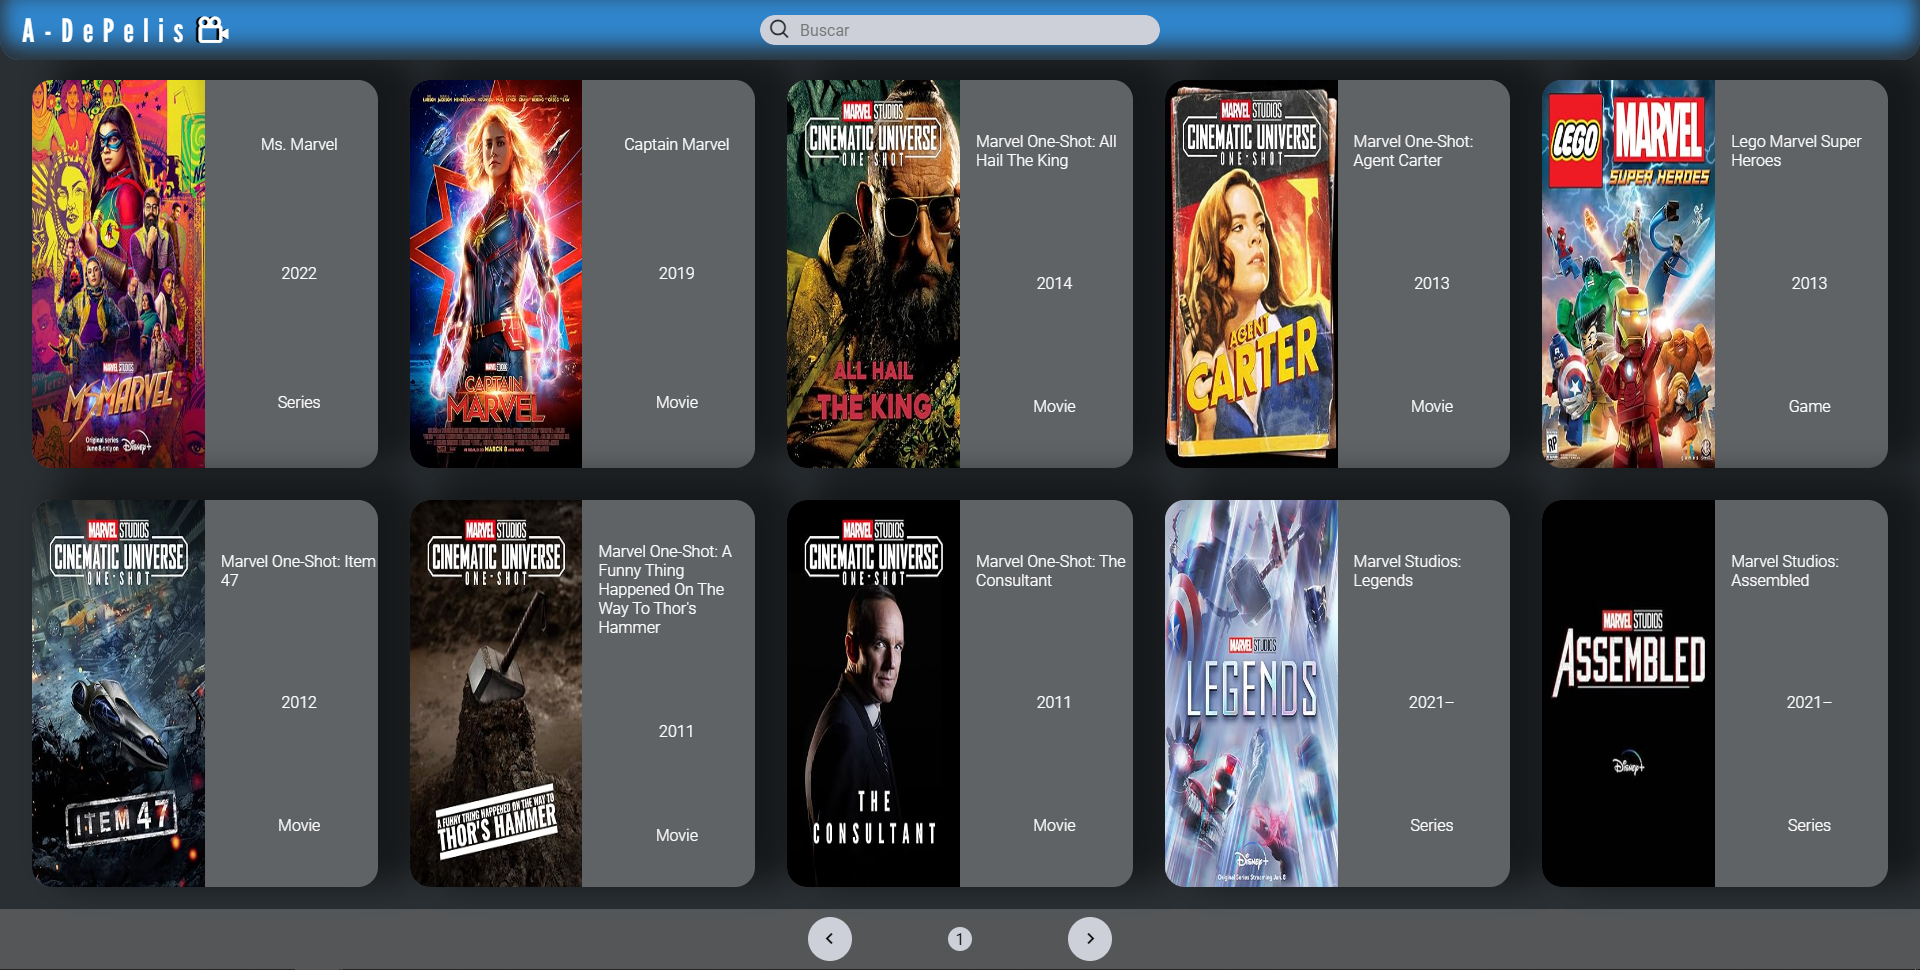 A-DePelis
Buscar
MARVEL STUDIOS
Ms. MARVEL
Original series
June 8 only on Disney+
Ms. Marvel
2022
Series
CAPTAIN
MARVEL
MARCH 8
Captain Marvel
2019
Movie
MARVEL STUDIOS
CINEMATIC UNIVERSE
ONE·SHOT
ALL HAIL
THE KING
Marvel One-Shot: All
Hail The King
2014
Movie
MARVEL STUDIOS
CINEMATIC UNIVERSE
ONE·SHOT
AGENT
CARTER
Marvel One-Shot:
Agent Carter
2013
Movie
LEGO MARVEL
SUPER HEROES
RP
Lego Marvel Super
Heroes
2013
Game
MARVEL STUDIOS
CINEMATIC UNIVERSE
ONE·SHOT
ITEM 47
Marvel One-Shot: Item
47
2012
Movie
MARVEL STUDIOS
CINEMATIC UNIVERSE
ONE·SHOT
A FUNNY THING HAPPENED ON THE WAY TO
THOR'S HAMMER
Marvel One-Shot: A
Funny Thing
Happened On The
Way To Thor's
Hammer
2011
Movie
MARVEL STUDIOS
CINEMATIC UNIVERSE
ONE·SHOT
THE
CONSULTANT
Marvel One-Shot: The
Consultant
2011
Movie
MARVEL STUDIOS
LEGENDS
Disney+
Original Series Streaming Jan. 8
Marvel Studios:
Legends
2021–
Series
MARVEL STUDIOS
ASSEMBLED
Disney+
Marvel Studios:
Assembled
2021–
Series
1